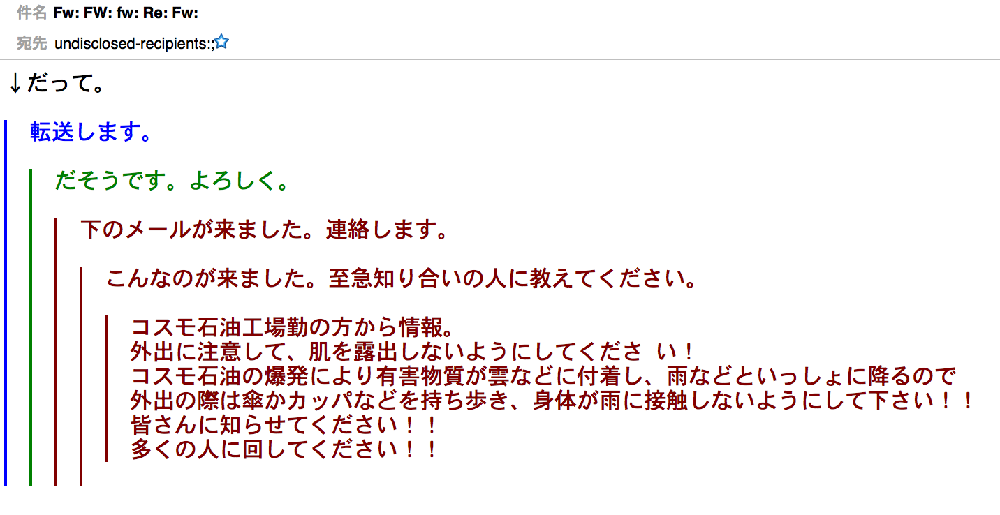 件名 Fw: FW: fw: Re: Fw:
宛先 undisclosed-recipients:;
↓だって。
転送します。
だそうです。よろしく。
下のメールが来ました。連絡します。
こんなのが来ました。至急知り合いの人に教えてください。
コスモ石油工場勤の方から情報。
外出に注意して、肌を露出しないようにしてくださ い！
コスモ石油の爆発により有害物質が雲などに付着し、雨などといっしょに降るので
外出の際は傘かカッパなどを持ち歩き、身体が雨に接触しないようにして下さい！！
皆さんに知らせてください！！
多くの人に回してください！！